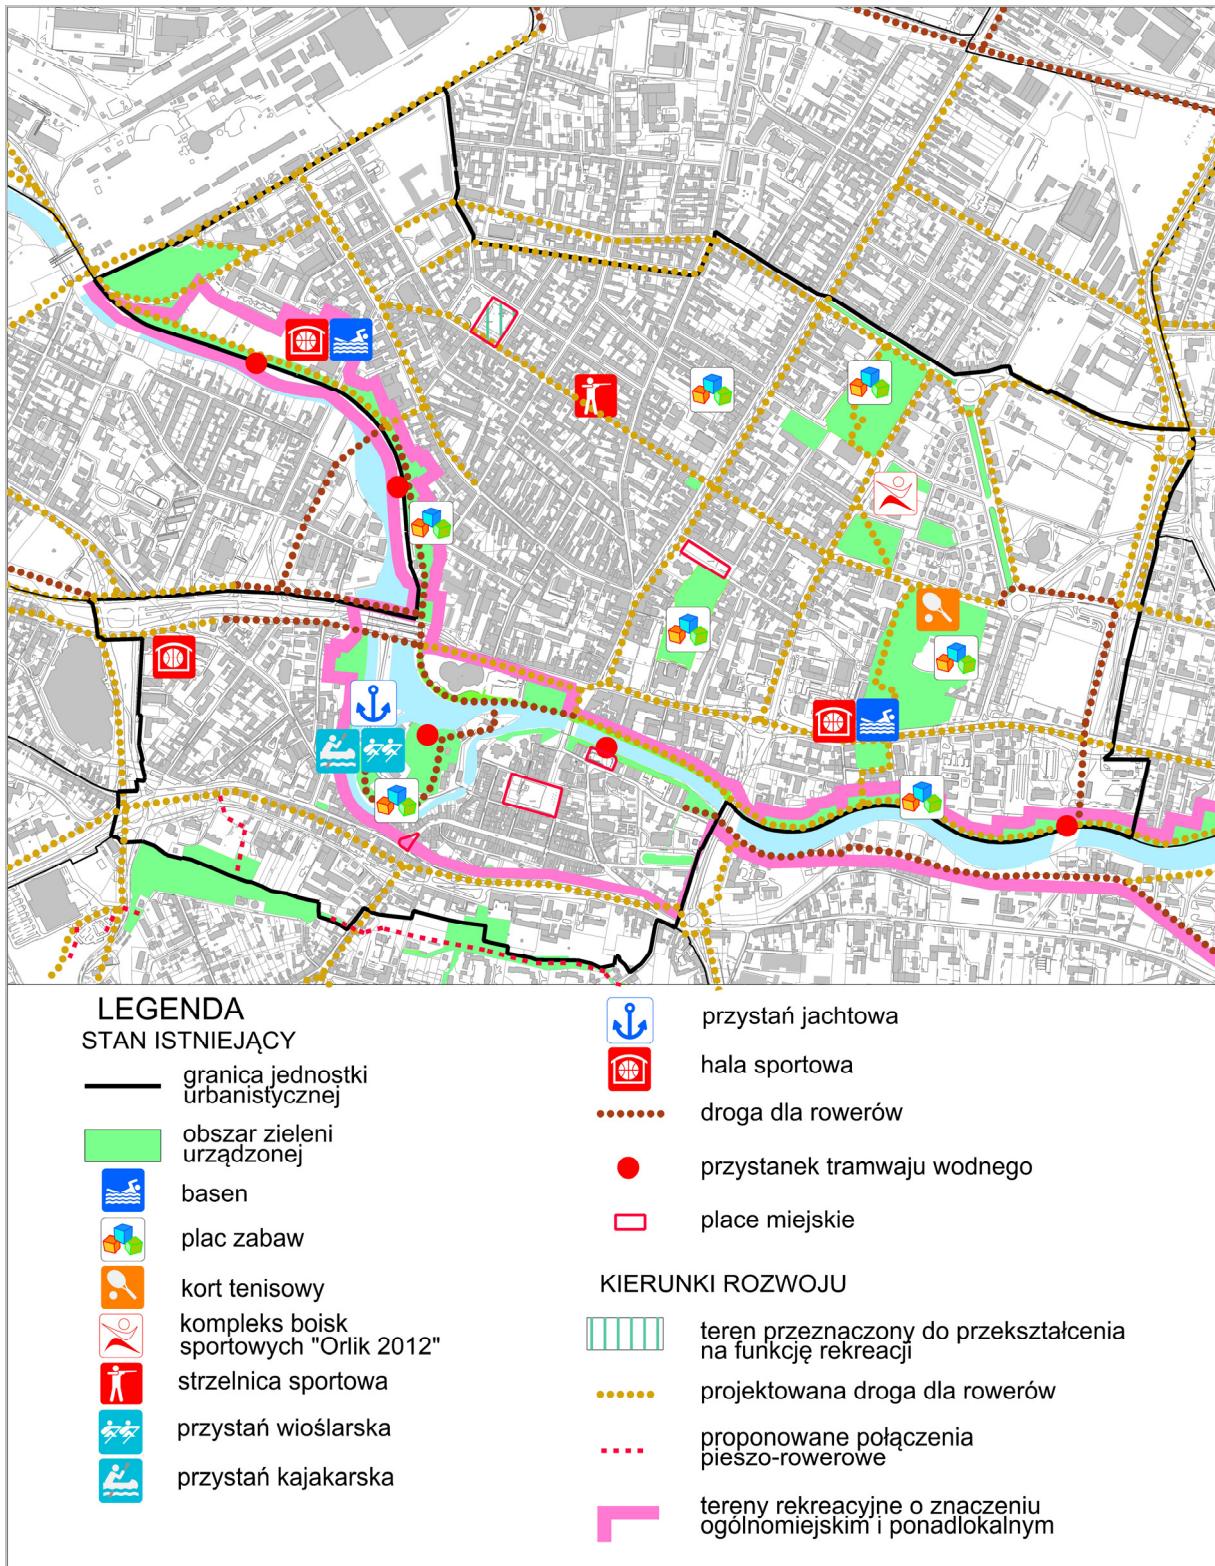 LEGENDA
STAN ISTNIEJĄCY
granica jednostki
urbanistycznej
obszar zieleni
urządzonej
basen
plac zabaw
kort tenisowy
kompleks boisk
sportowych "Orlik 2012"
strzelnica sportowa
przystań wioślarska
przystań kajakarska
przystań jachtowa
hala sportowa
droga dla rowerów
przystanek tramwaju wodnego
place miejskie
KIERUNKI ROZWOJU
teren przeznaczony do przekształcenia
na funkcję rekreacji
projektowana droga dla rowerów
proponowane połączenia
pieszo-rowerowe
tereny rekreacyjne o znaczeniu
ogólnomiejskim i ponadlokalnym